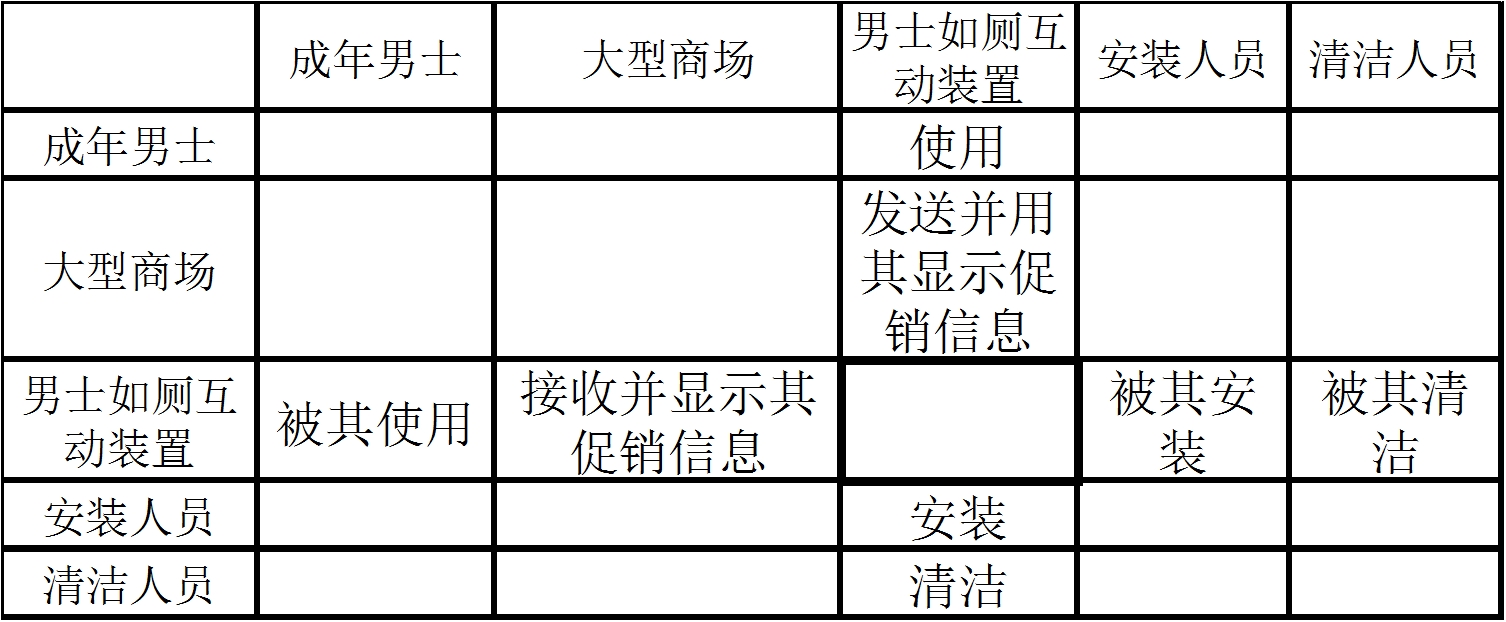 成年男士 大型商场 男士如厕互
动装置 安装人员 清洁人员
成年男士 使用
大型商场 发送并用
其显示促
销信息
男士如厕互
动装置 被其使用 接收并显示其
促销信息 被其安
装 被其清
洁
安装人员 安装
清洁人员 清洁